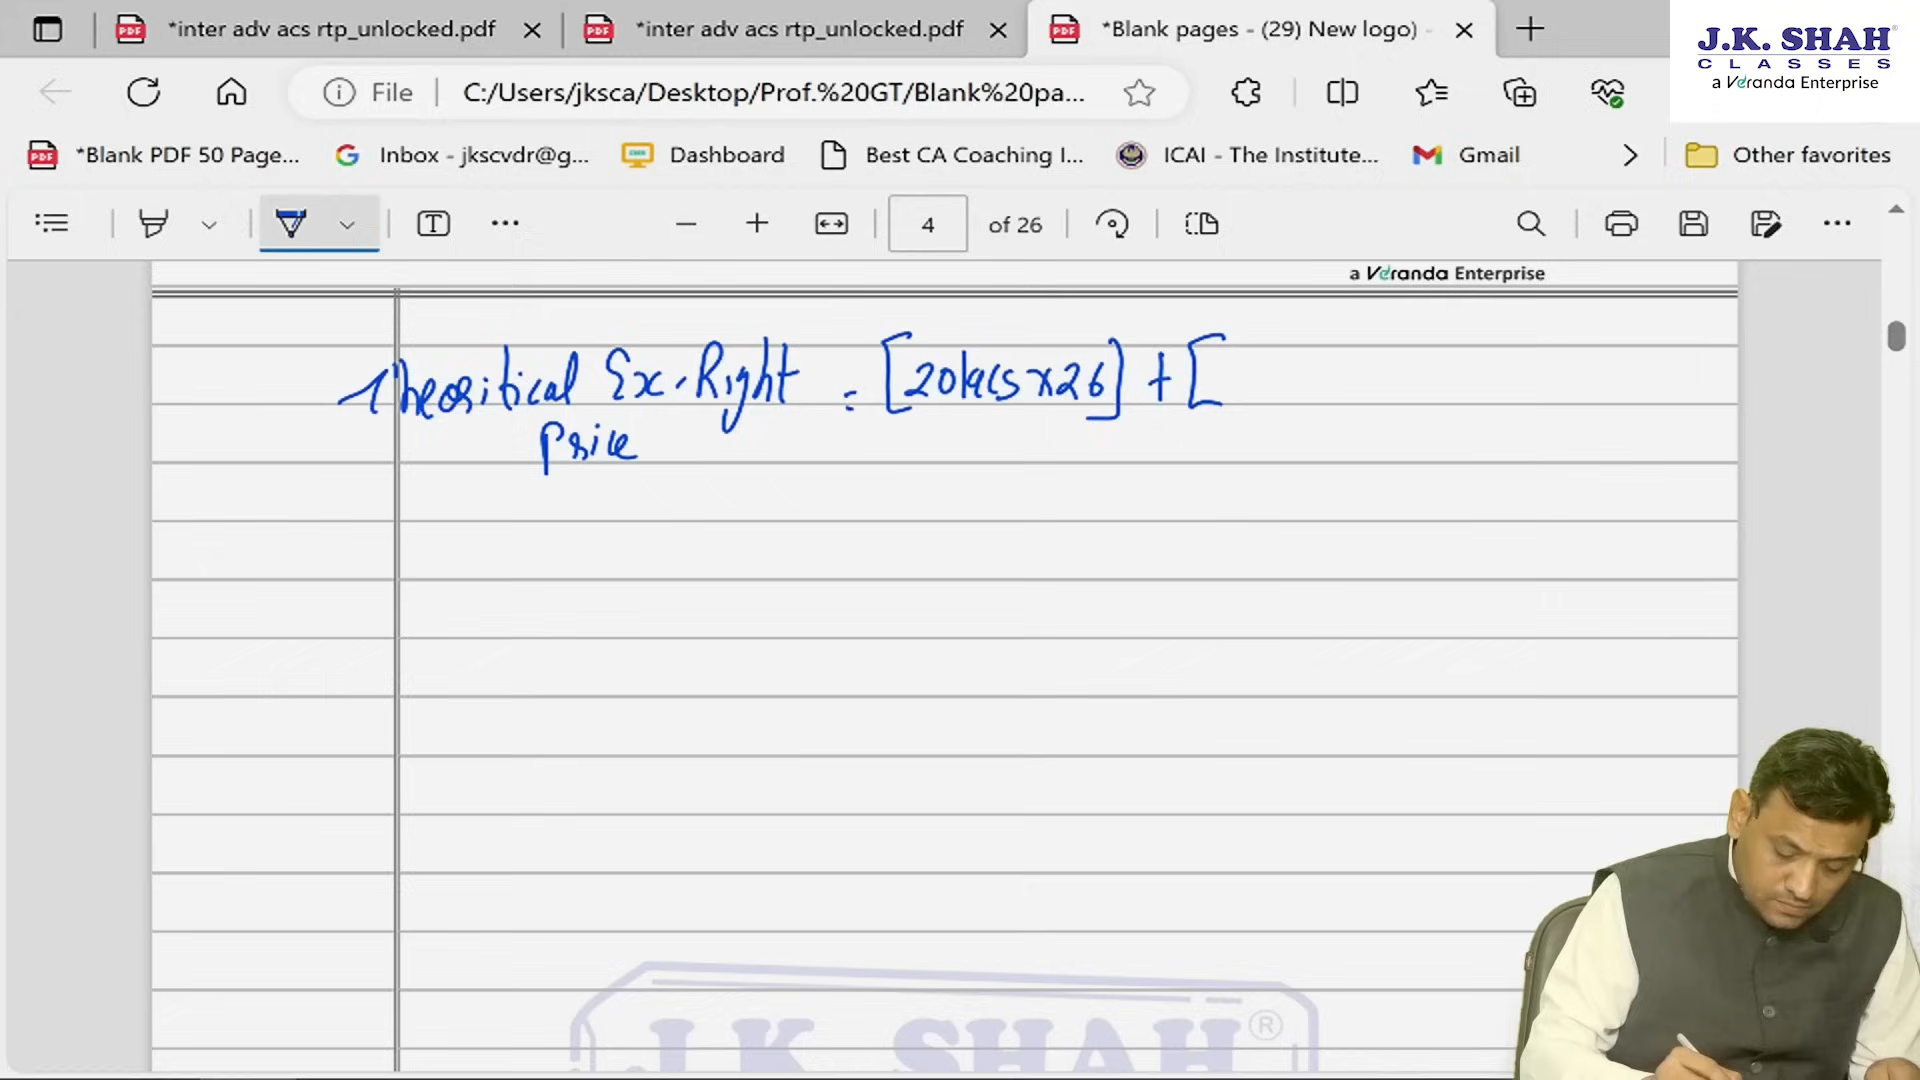 *inter adv acs rtp_unlocked.pdf
*inter adv acs rtp_unlocked.pdf
*Blank pages - (29) New logo) -
J.K. SHAH®
CLASSES
a Veranda Enterprise
File
C:/Users/jksca/Desktop/Prof.%20GT/Blank%20pa...
*Blank PDF 50 Page...
Inbox - jkscvdr@g...
Dashboard
Best CA Coaching I...
ICAI - The Institute...
Gmail
Other favorites
4 of 26
a Veranda Enterprise
Theoritical Ex-Right = [20lacs x 26] + [
Price
J.K. SHAH®